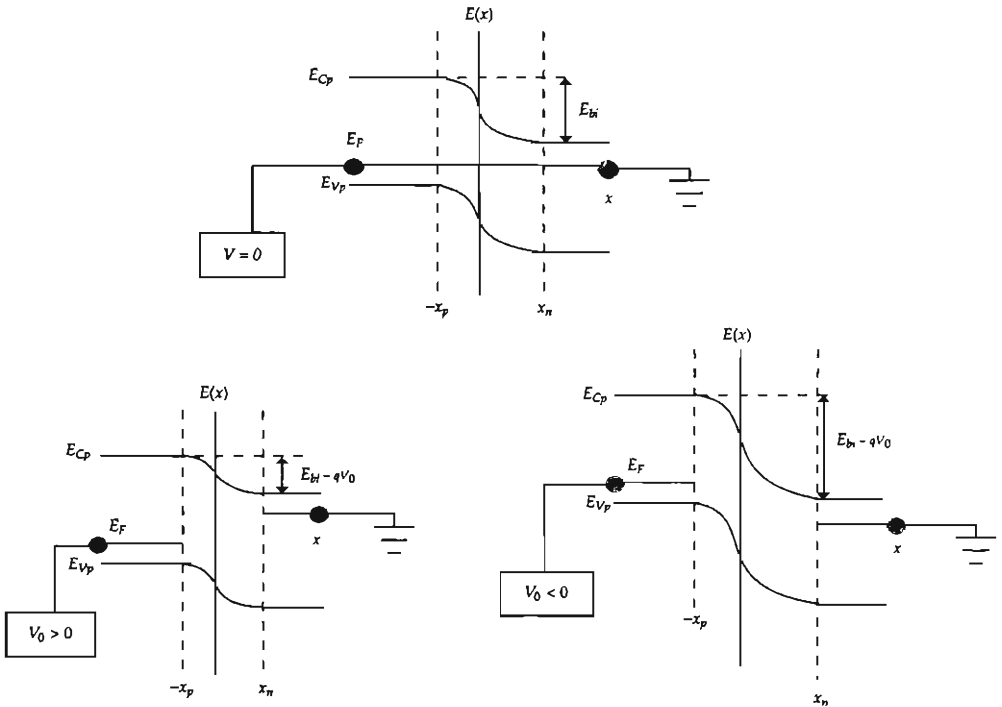 E(x)
E_Cp
E_bi
E_F
E_Vp
x
V = 0
−x_p
x_n
E(x)
E_Cp
E_bi − qV_0
E_F
E_Vp
x
V_0 > 0
−x_p
x_n
E(x)
E_Cp
E_bi − qV_0
E_F
E_Vp
x
V_0 < 0
−x_p
x_n